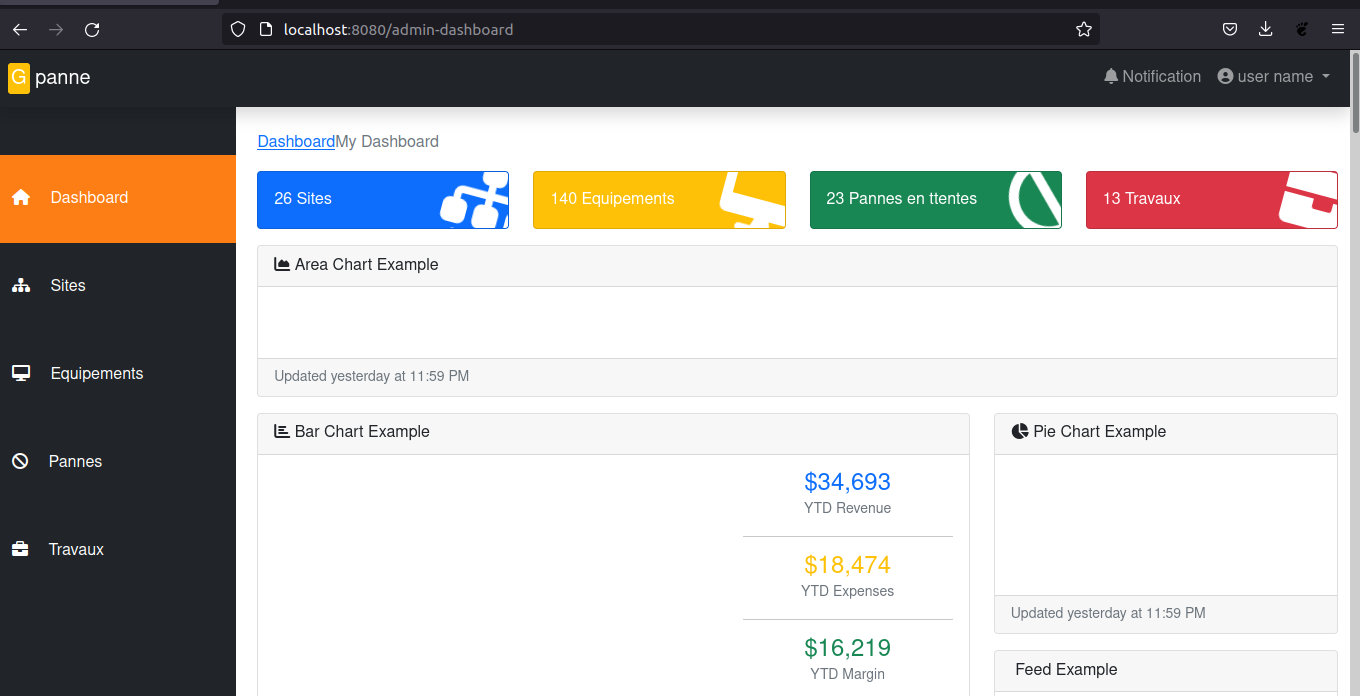 localhost:8080/admin-dashboard
G panne
Notification
user name
Dashboard
Sites
Equipements
Pannes
Travaux
DashboardMy Dashboard
26 Sites
140 Equipements
23 Pannes en ttentes
13 Travaux
Area Chart Example
Updated yesterday at 11:59 PM
Bar Chart Example
$34,693
YTD Revenue
$18,474
YTD Expenses
$16,219
YTD Margin
Pie Chart Example
Updated yesterday at 11:59 PM
Feed Example